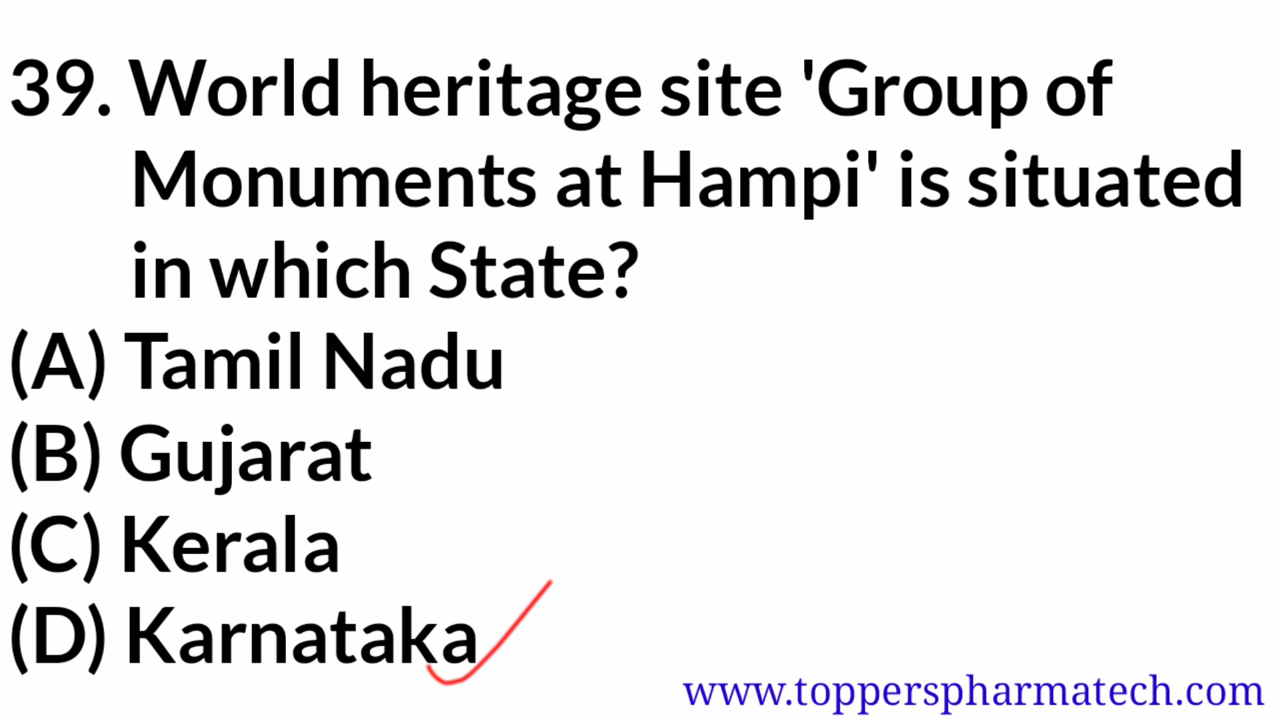 39. World heritage site 'Group of
Monuments at Hampi' is situated
in which State?
(A) Tamil Nadu
(B) Gujarat
(C) Kerala
(D) Karnataka
www.topperspharmatech.com